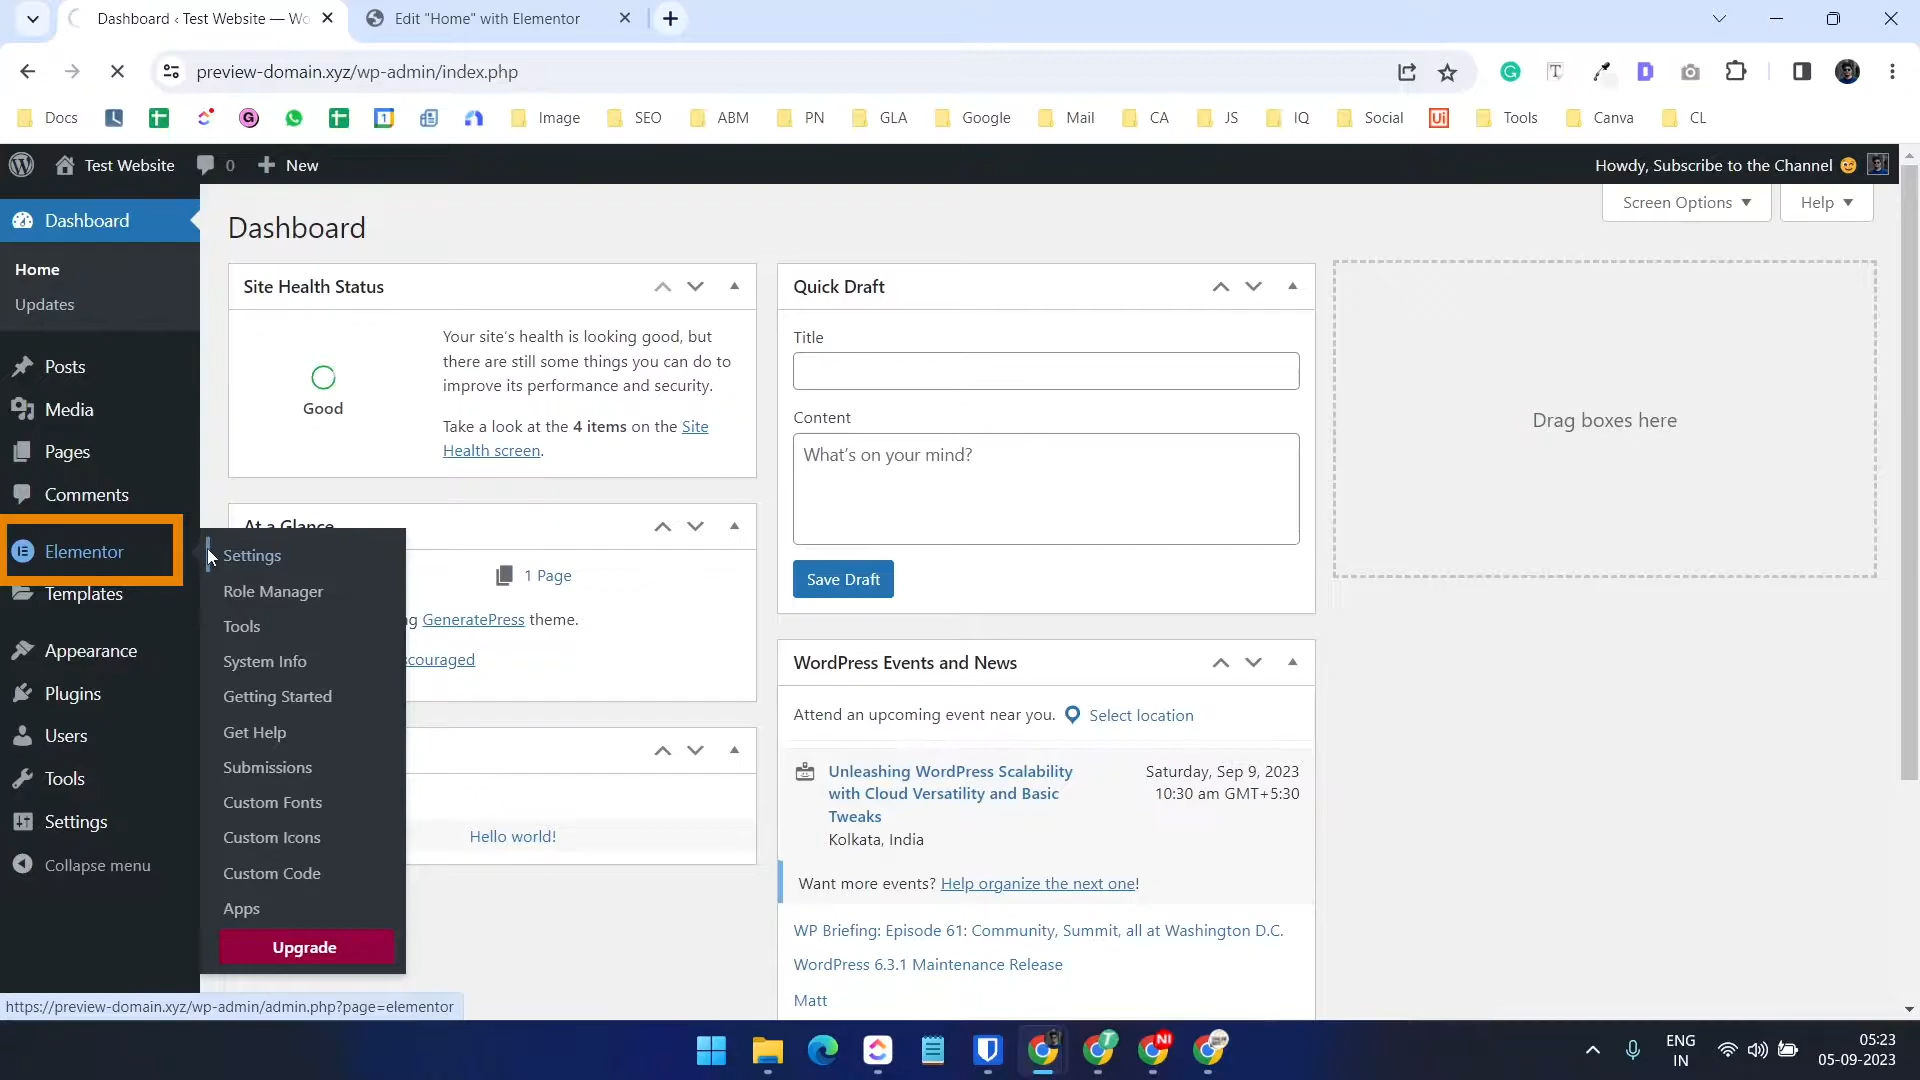 Dashboard ‹ Test Website — Wo
Edit "Home" with Elementor
preview-domain.xyz/wp-admin/index.php
Docs
Image
SEO
ABM
PN
GLA
Google
Mail
CA
JS
IQ
Social
Tools
Canva
CL
Test Website
0
New
Howdy, Subscribe to the Channel
Screen Options
Help
Dashboard
Home
Updates
Posts
Media
Pages
Comments
Elementor
Templates
Appearance
Plugins
Users
Tools
Settings
Collapse menu
Settings
Role Manager
Tools
System Info
Getting Started
Get Help
Submissions
Custom Fonts
Custom Icons
Custom Code
Apps
Upgrade
Dashboard
Site Health Status
Good
Your site's health is looking good, but
there are still some things you can do to
improve its performance and security.
Take a look at the 4 items on the Site
Health screen.
At a Glance
1 Page
g GeneratePress theme.
scouraged
Hello world!
Quick Draft
Title
Content
What's on your mind?
Save Draft
WordPress Events and News
Attend an upcoming event near you. Select location
Unleashing WordPress Scalability
with Cloud Versatility and Basic
Tweaks
Kolkata, India
Saturday, Sep 9, 2023
10:30 am GMT+5:30
Want more events? Help organize the next one!
WP Briefing: Episode 61: Community, Summit, all at Washington D.C.
WordPress 6.3.1 Maintenance Release
Matt
Drag boxes here
https://preview-domain.xyz/wp-admin/admin.php?page=elementor
ENG
IN
05:23
05-09-2023